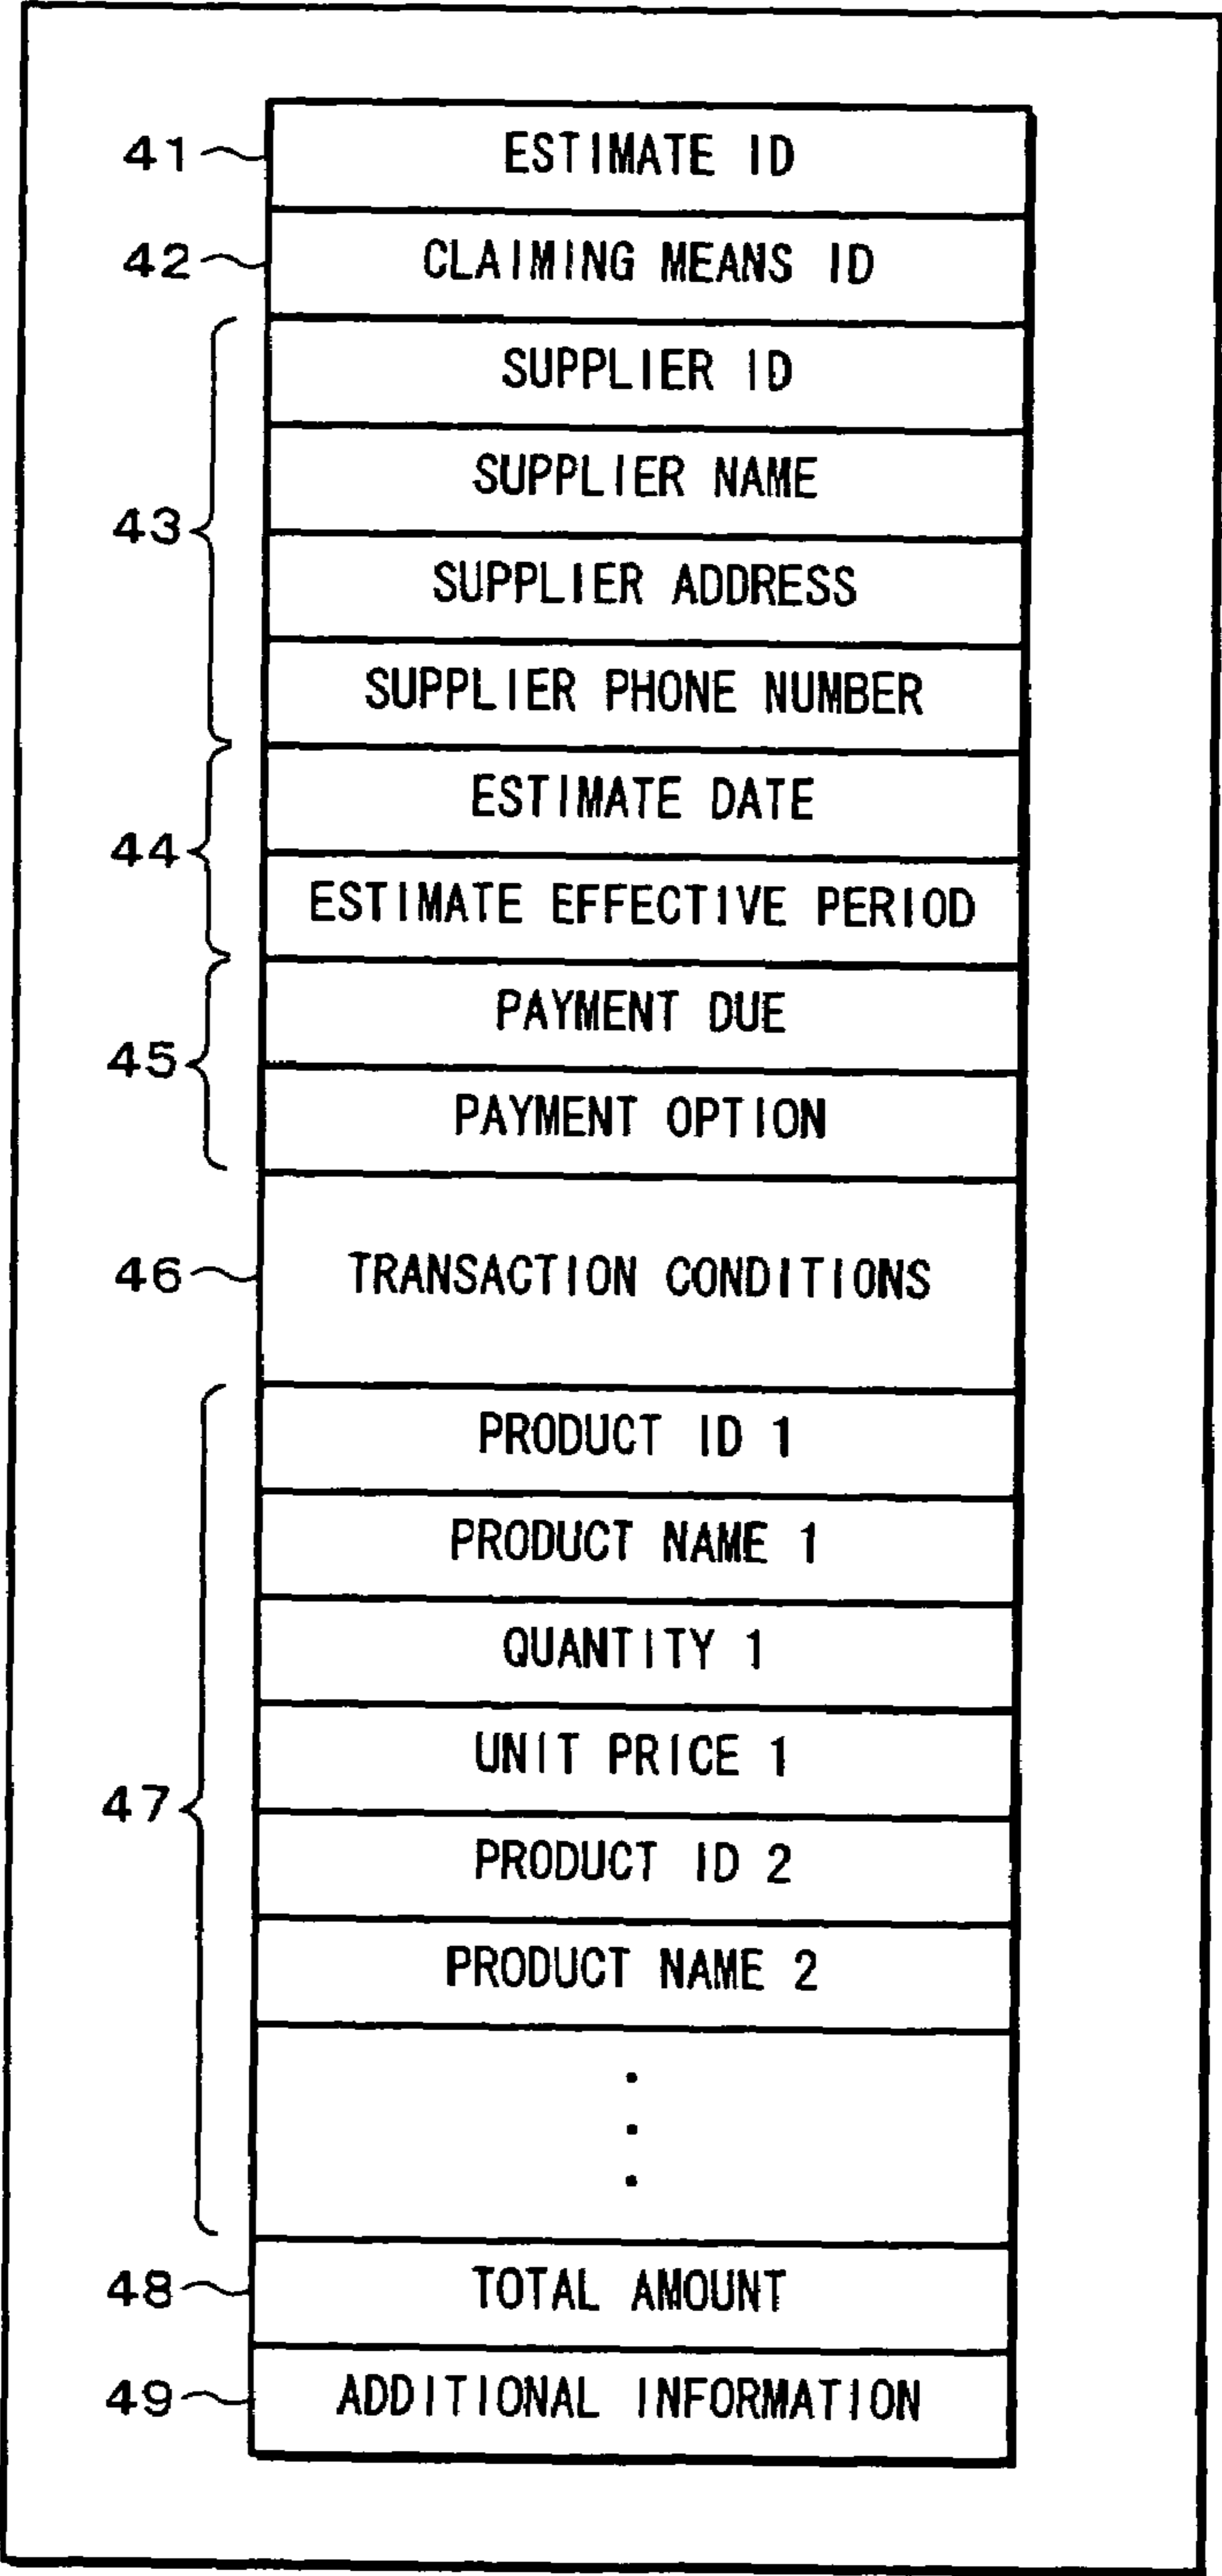 41 ESTIMATE ID
42 CLAIMING MEANS ID
SUPPLIER ID
SUPPLIER NAME
43
SUPPLIER ADDRESS
SUPPLIER PHONE NUMBER
ESTIMATE DATE
44
ESTIMATE EFFECTIVE PERIOD
PAYMENT DUE
45
PAYMENT OPTION
46 TRANSACTION CONDITIONS
PRODUCT ID 1
PRODUCT NAME 1
QUANTITY 1
UNIT PRICE 1
47
PRODUCT ID 2
PRODUCT NAME 2
48 TOTAL AMOUNT
49 ADDITIONAL INFORMATION